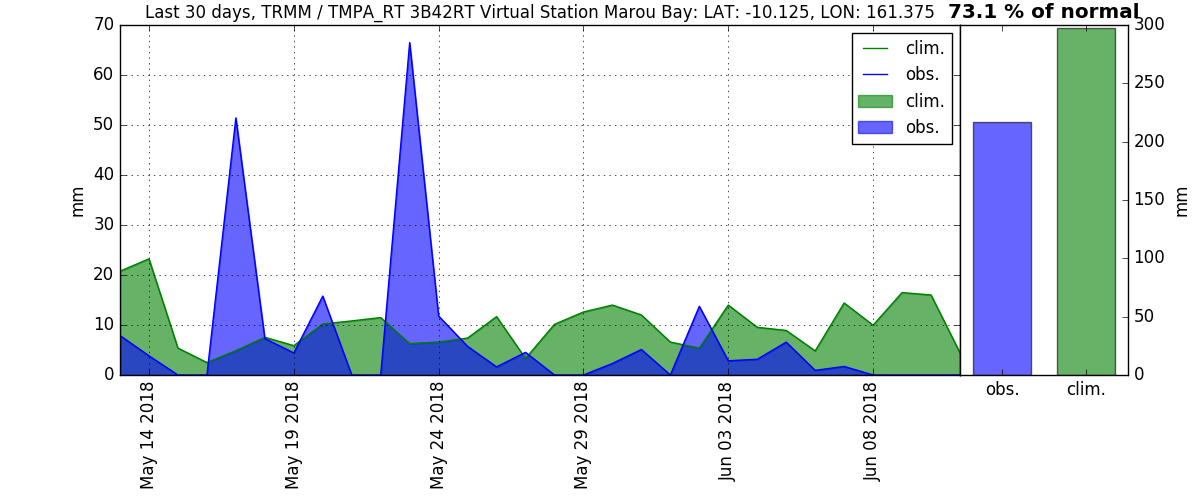 Last 30 days, TRMM / TMPA_RT 3B42RT Virtual Station Marou Bay: LAT: -10.125, LON: 161.375
73.1 % of normal
70
60
50
40
30
20
10
0
mm
clim.
obs.
clim.
obs.
May 14 2018
May 19 2018
May 24 2018
May 29 2018
Jun 03 2018
Jun 08 2018
300
250
200
150
100
50
0
mm
obs.
clim.